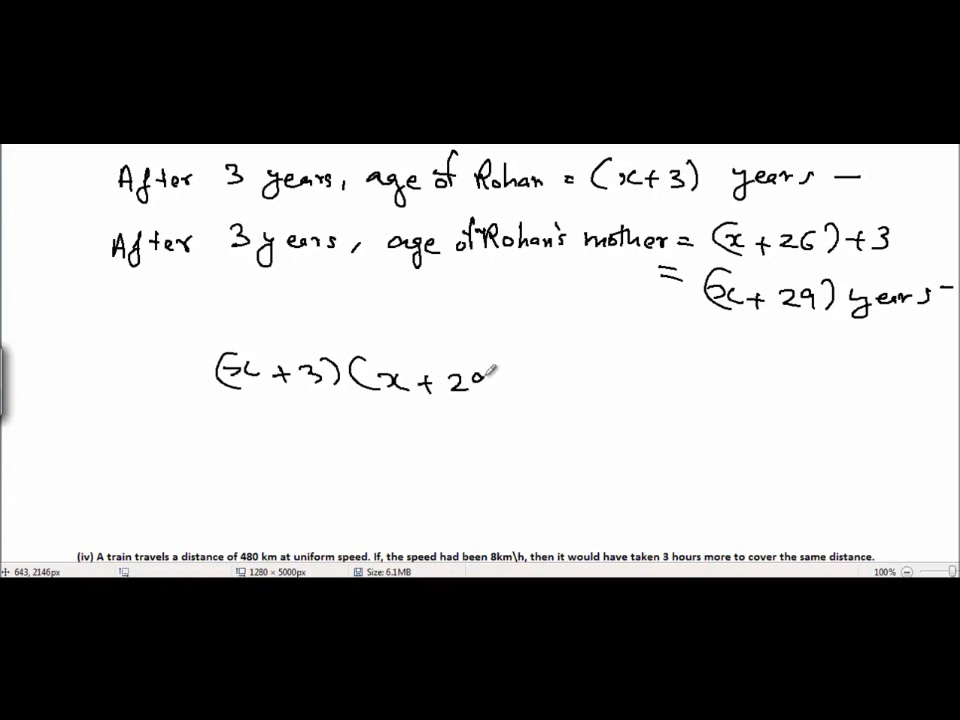 After 3 years, age of Rohan = (x+3) years —
After 3 years, age of Rohan's mother = (x+26)+3
= (x+29) years -
(x+3)(x+29
(iv) A train travels a distance of 480 km at uniform speed. If, the speed had been 8km\h, then it would have taken 3 hours more to cover the same distance.
643, 2146px 1280 × 5000px Size: 6.1MB 100%